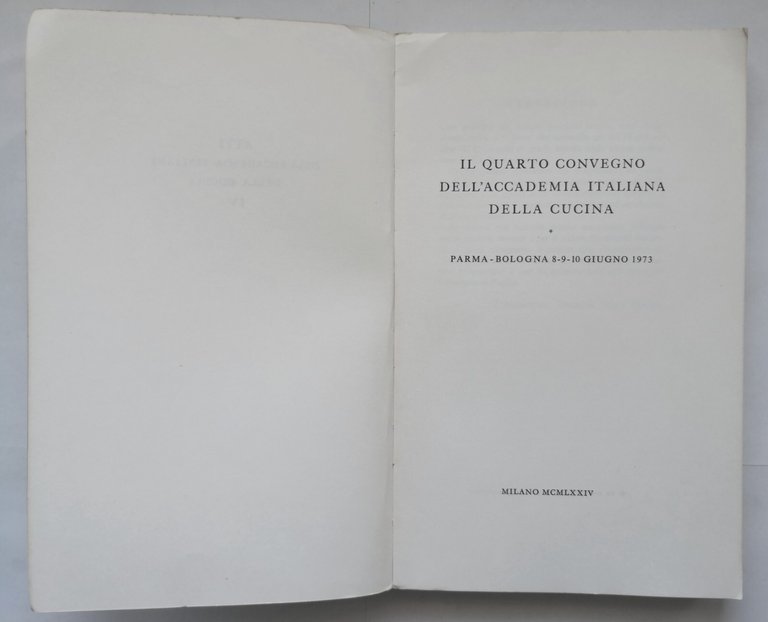 IL QUARTO CONVEGNO
DELL'ACCADEMIA ITALIANA
DELLA CUCINA
*
PARMA - BOLOGNA 8-9-10 GIUGNO 1973
MILANO MCMLXXIV